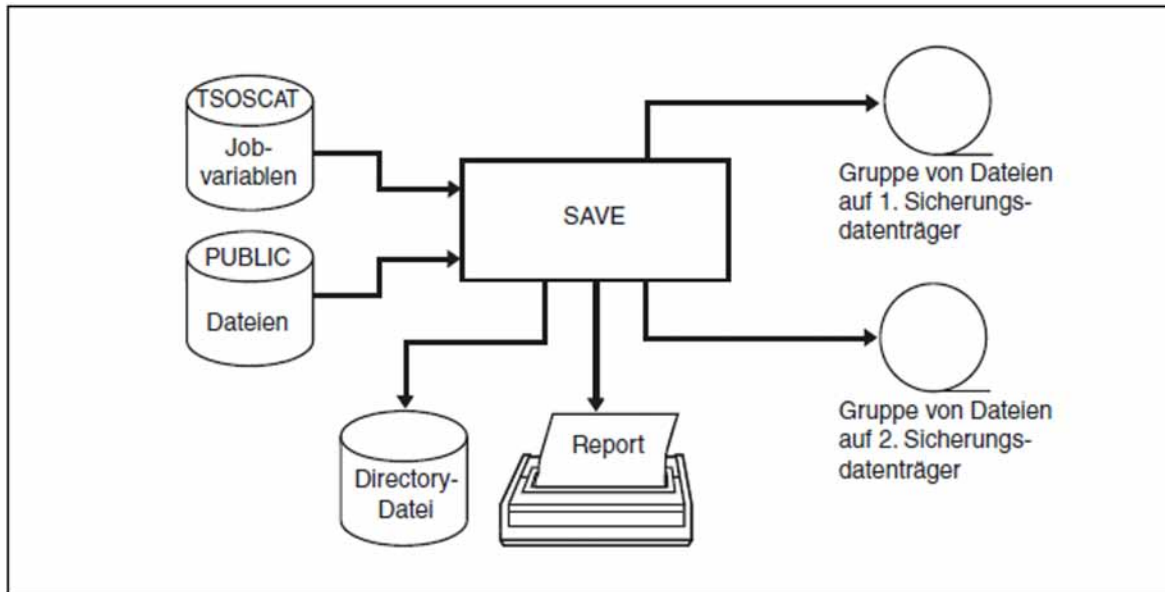 TSOSCAT
Job-
variablen
PUBLIC
Dateien
SAVE
Gruppe von Dateien
auf 1. Sicherungs-
datenträger
Gruppe von Dateien
auf 2. Sicherungs-
datenträger
Directory-
Datei
Report